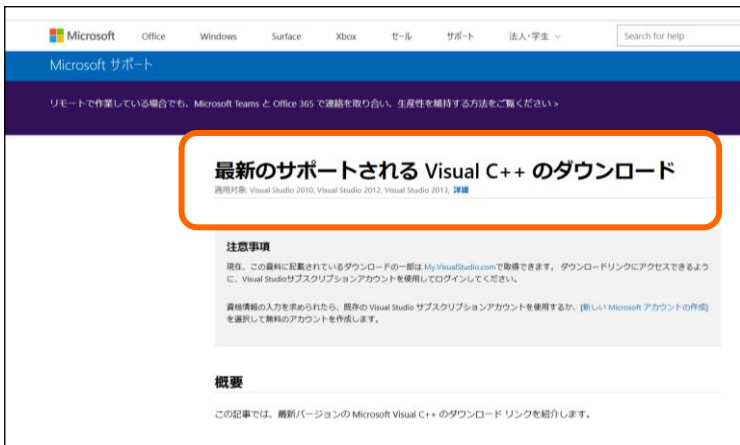 Microsoft Office Windows Surface Xbox セール サポート 法人・学生 Search for help
Microsoft サポート
リモートで作業している場合でも、Microsoft Teams と Office 365 で連絡を取り合い、生産性を維持する方法をご覧ください >
最新のサポートされる Visual C++ のダウンロード
適用対象: Visual Studio 2010, Visual Studio 2012, Visual Studio 2013, 詳細
注意事項
現在、この資料に記載されているダウンロードの一部は My.VisualStudio.comで取得できます。 ダウンロードリンクにアクセスできるよう
に、Visual Studioサブスクリプションアカウントを使用してログインしてください。
資格情報の入力を求められたら、既存の Visual Studio サブスクリプションアカウントを使用するか、[新しい Microsoft アカウントの作成]
を選択して無料のアカウントを作成します。
概要
この記事では、最新バージョンの Microsoft Visual C++ のダウンロード リンクを紹介します。